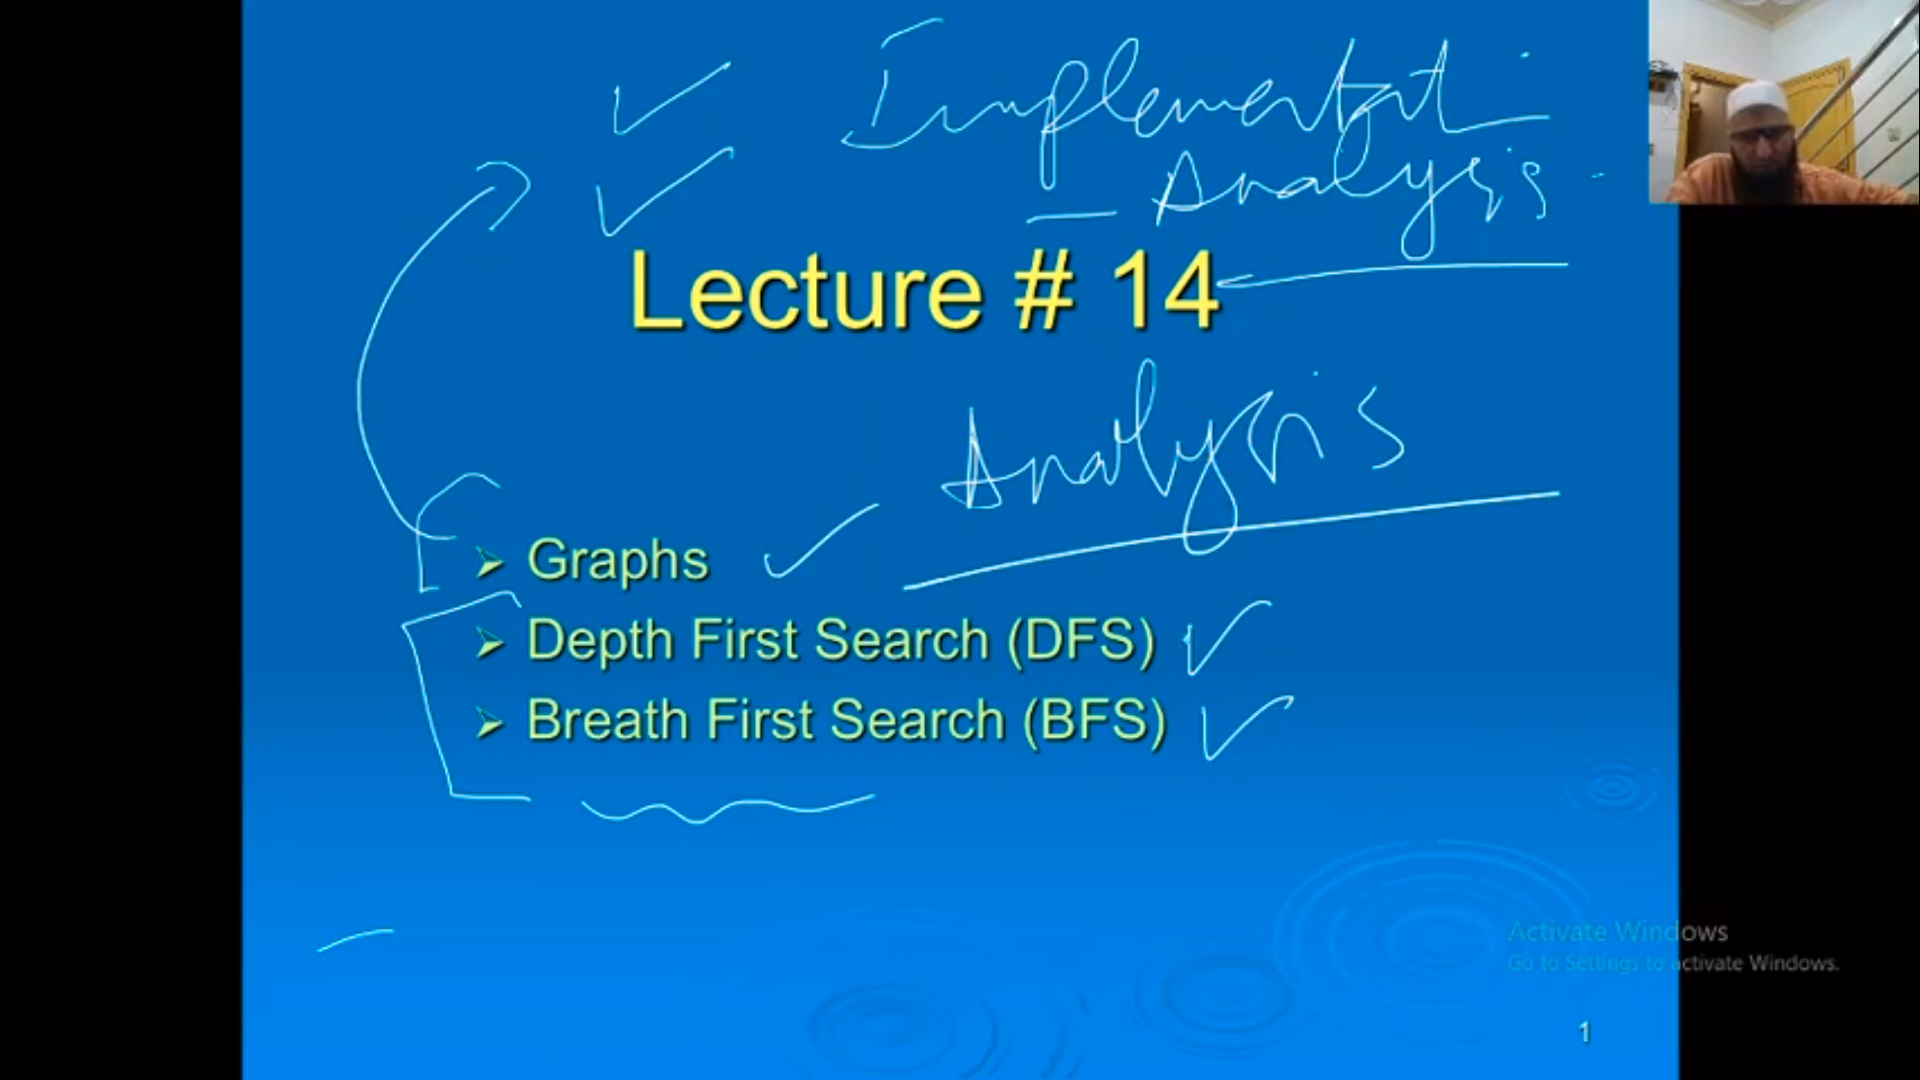 Implementat
- Analysis
Lecture # 14
Analysis
Graphs
Depth First Search (DFS)
Breath First Search (BFS)
Activate Windows
Go to Settings to activate Windows.
1